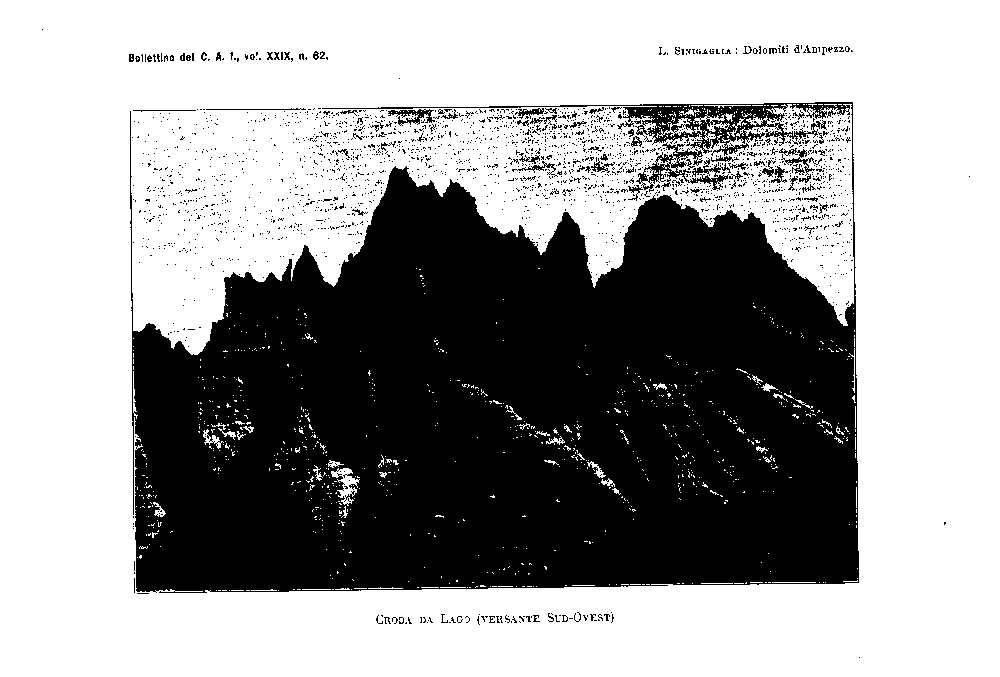 Bollettino del C. A. I., vol. XXIX, n. 62.
L. Sinigaglia : Dolomiti d'Ampezzo.
Croda da Lago (versante Sud-Ovest)